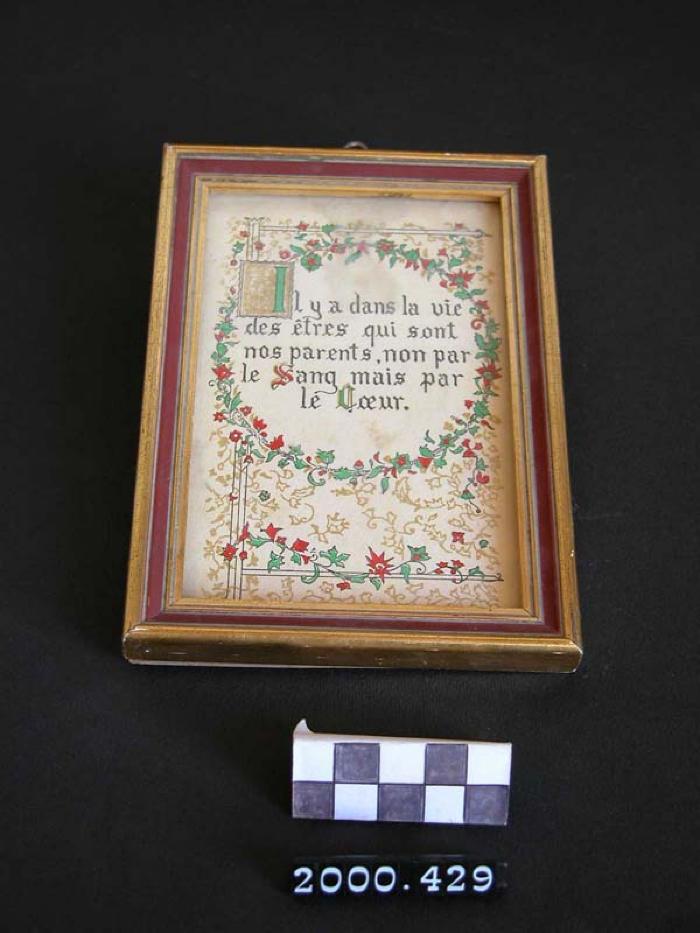 Il y a dans la vie
des êtres qui sont
nos parents, non par
le Sang mais par
le Cœur.
2000.429